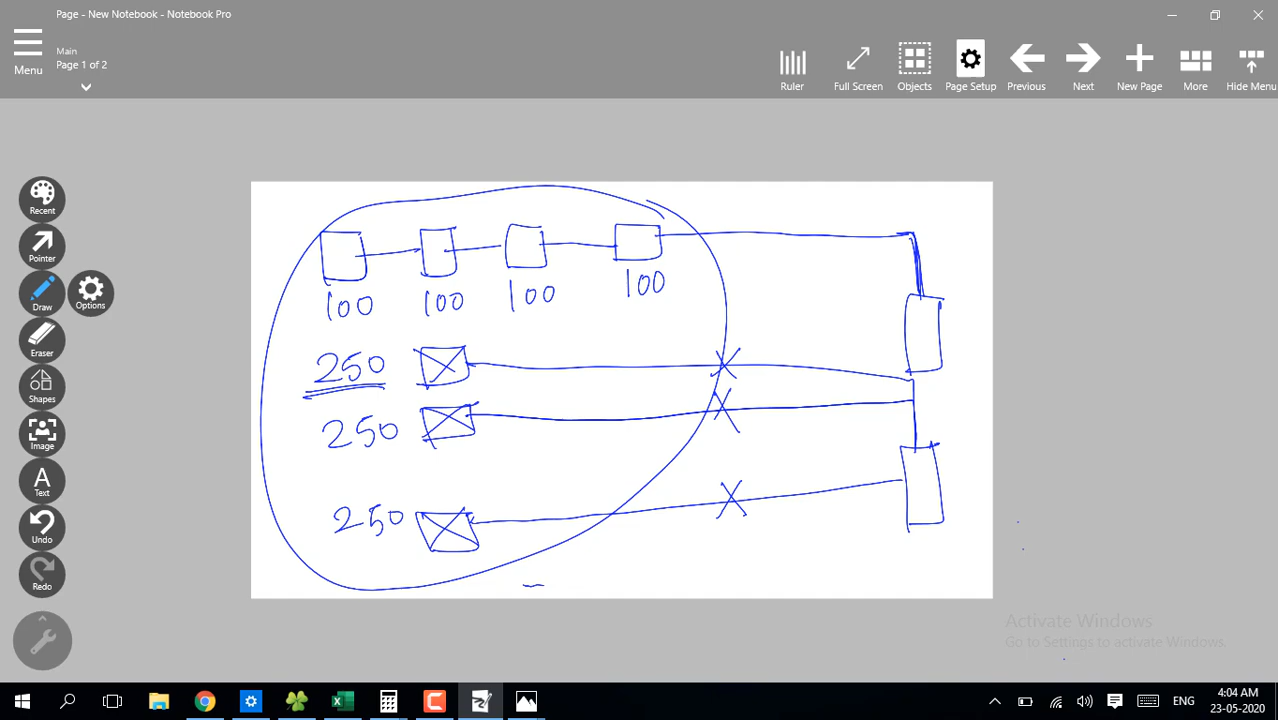 Page - New Notebook - Notebook Pro
Menu
Main
Page 1 of 2
Ruler
Full Screen
Objects
Page Setup
Previous
Next
New Page
More
Hide Menu
Recent
Pointer
Draw
Options
Eraser
Shapes
Image
A
Text
Undo
Redo
100 100 100 100
250
250
250
Activate Windows
Go to Settings to activate Windows.
ENG
4:04 AM
23-05-2020